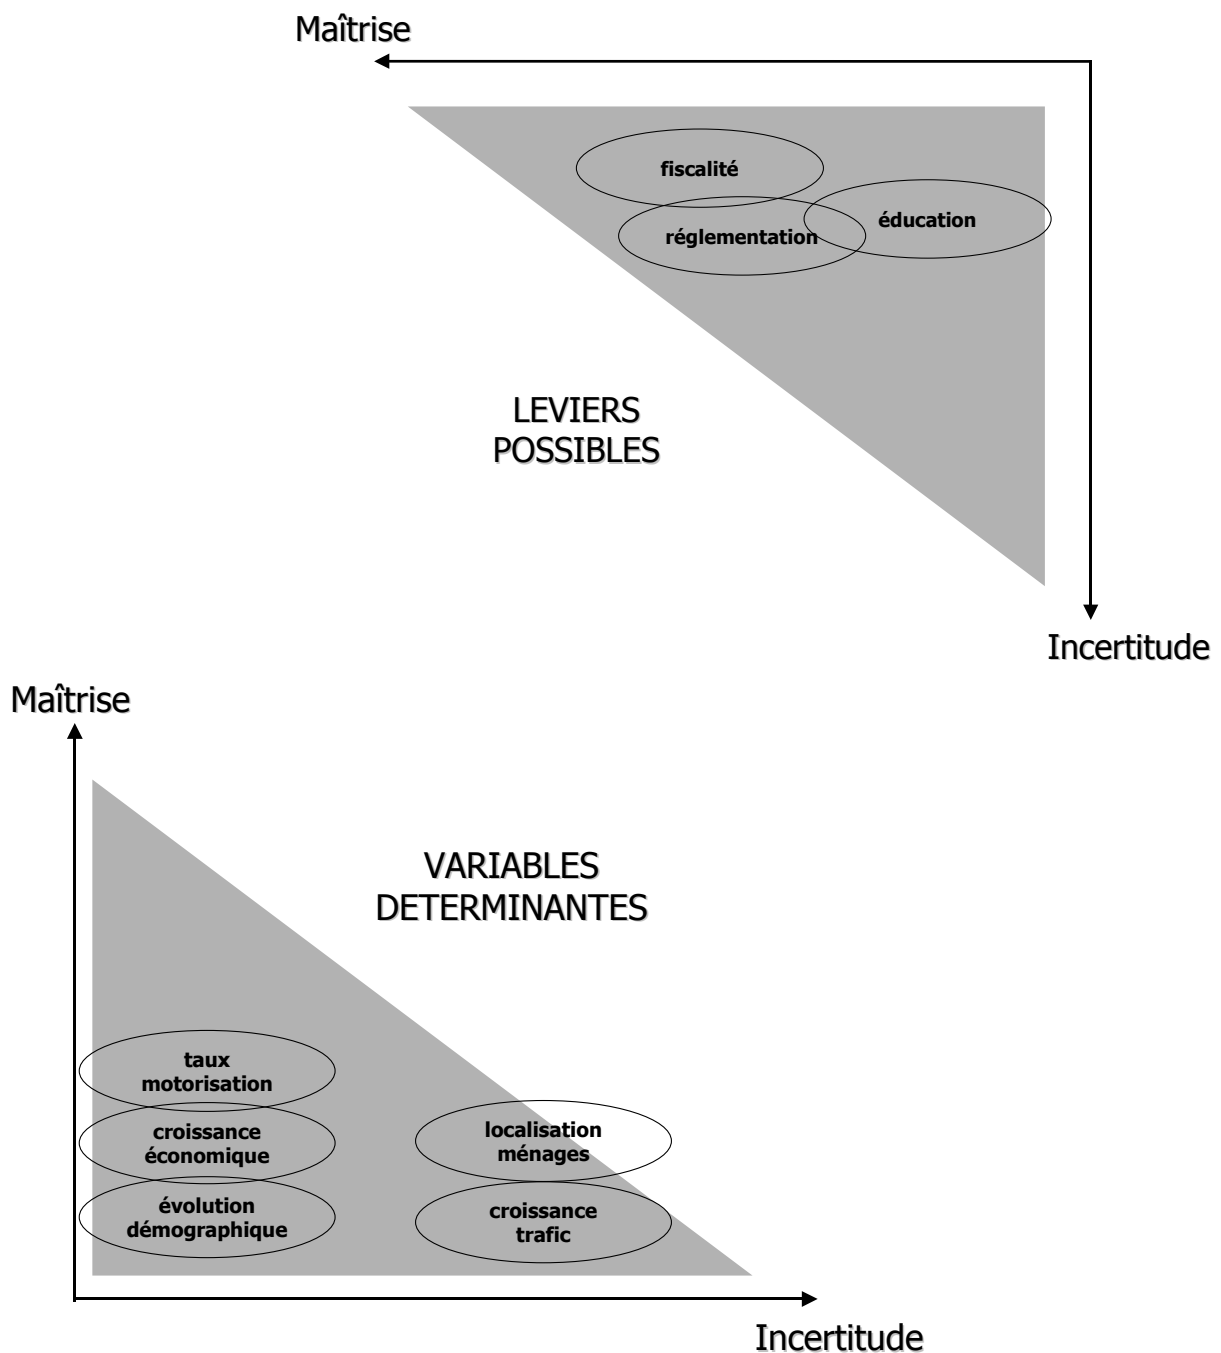 Maîtrise
fiscalité
éducation
réglementation
LEVIERS
POSSIBLES
Incertitude
Maîtrise
VARIABLES
DETERMINANTES
taux
motorisation
croissance
économique
localisation
ménages
évolution
démographique
croissance
trafic
Incertitude